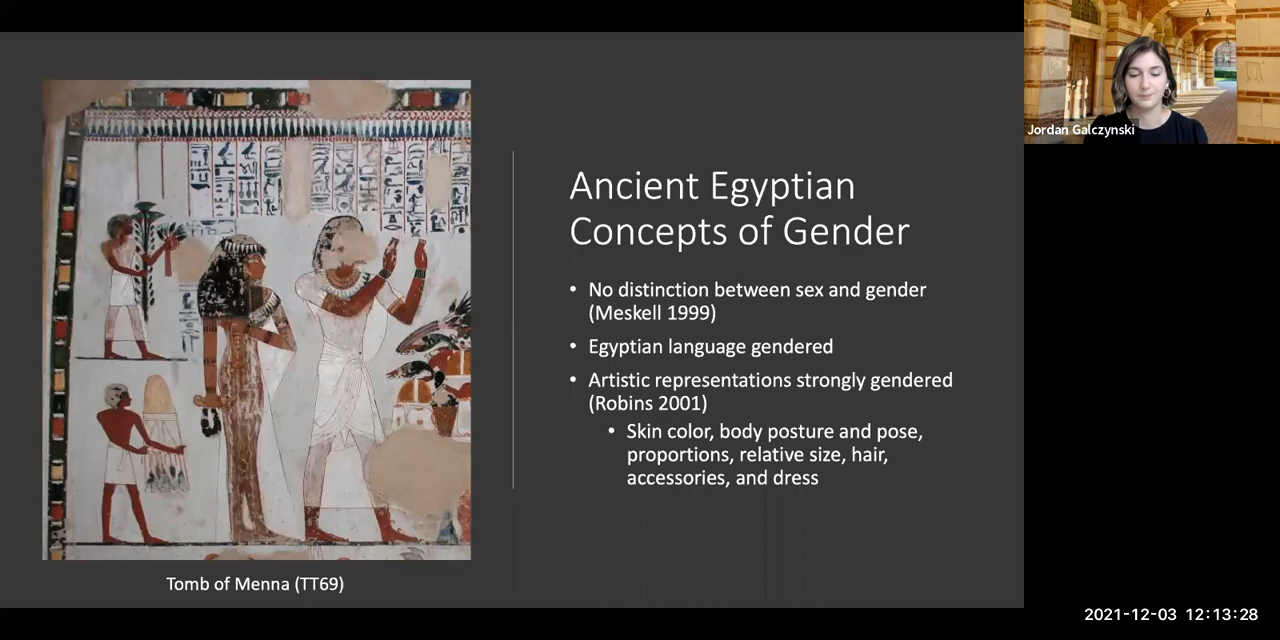 Jordan Galczynski
Ancient Egyptian
Concepts of Gender
• No distinction between sex and gender
(Meskell 1999)
• Egyptian language gendered
• Artistic representations strongly gendered
(Robins 2001)
• Skin color, body posture and pose,
proportions, relative size, hair,
accessories, and dress
Tomb of Menna (TT69)
2021-12-03 12:13:28